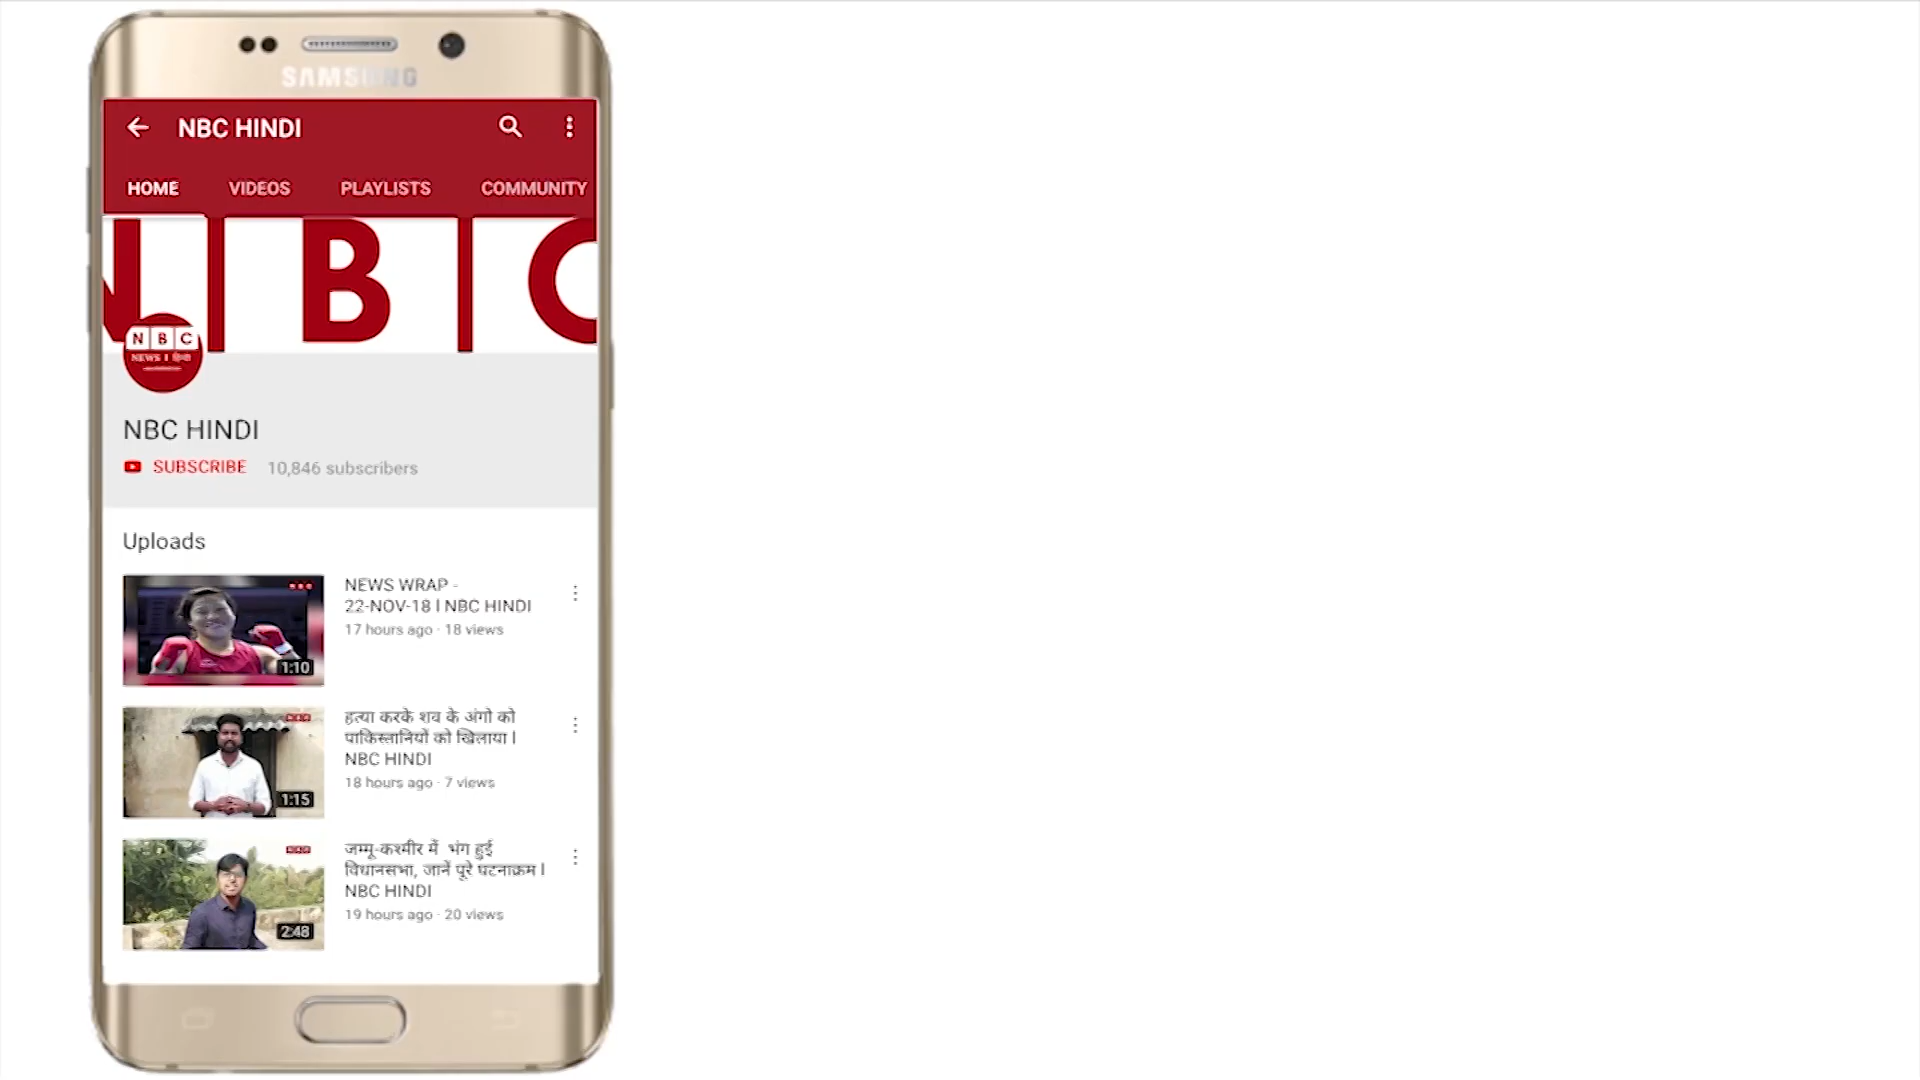 SAMSUNG
NBC HINDI
HOME VIDEOS PLAYLISTS COMMUNITY
N B C
N B C
NEWS I हिन्दी
NBC HINDI
SUBSCRIBE 10,846 subscribers
Uploads
NEWS WRAP -
22-NOV-18 l NBC HINDI
17 hours ago · 18 views
1:10
हत्या करके शव के अंगो को
पाकिस्तानियों को खिलाया l
NBC HINDI
18 hours ago · 7 views
1:15
जम्मू-कश्मीर में भंग हुई
विधानसभा, जानें पूरे घटनाक्रम l
NBC HINDI
19 hours ago · 20 views
2:48